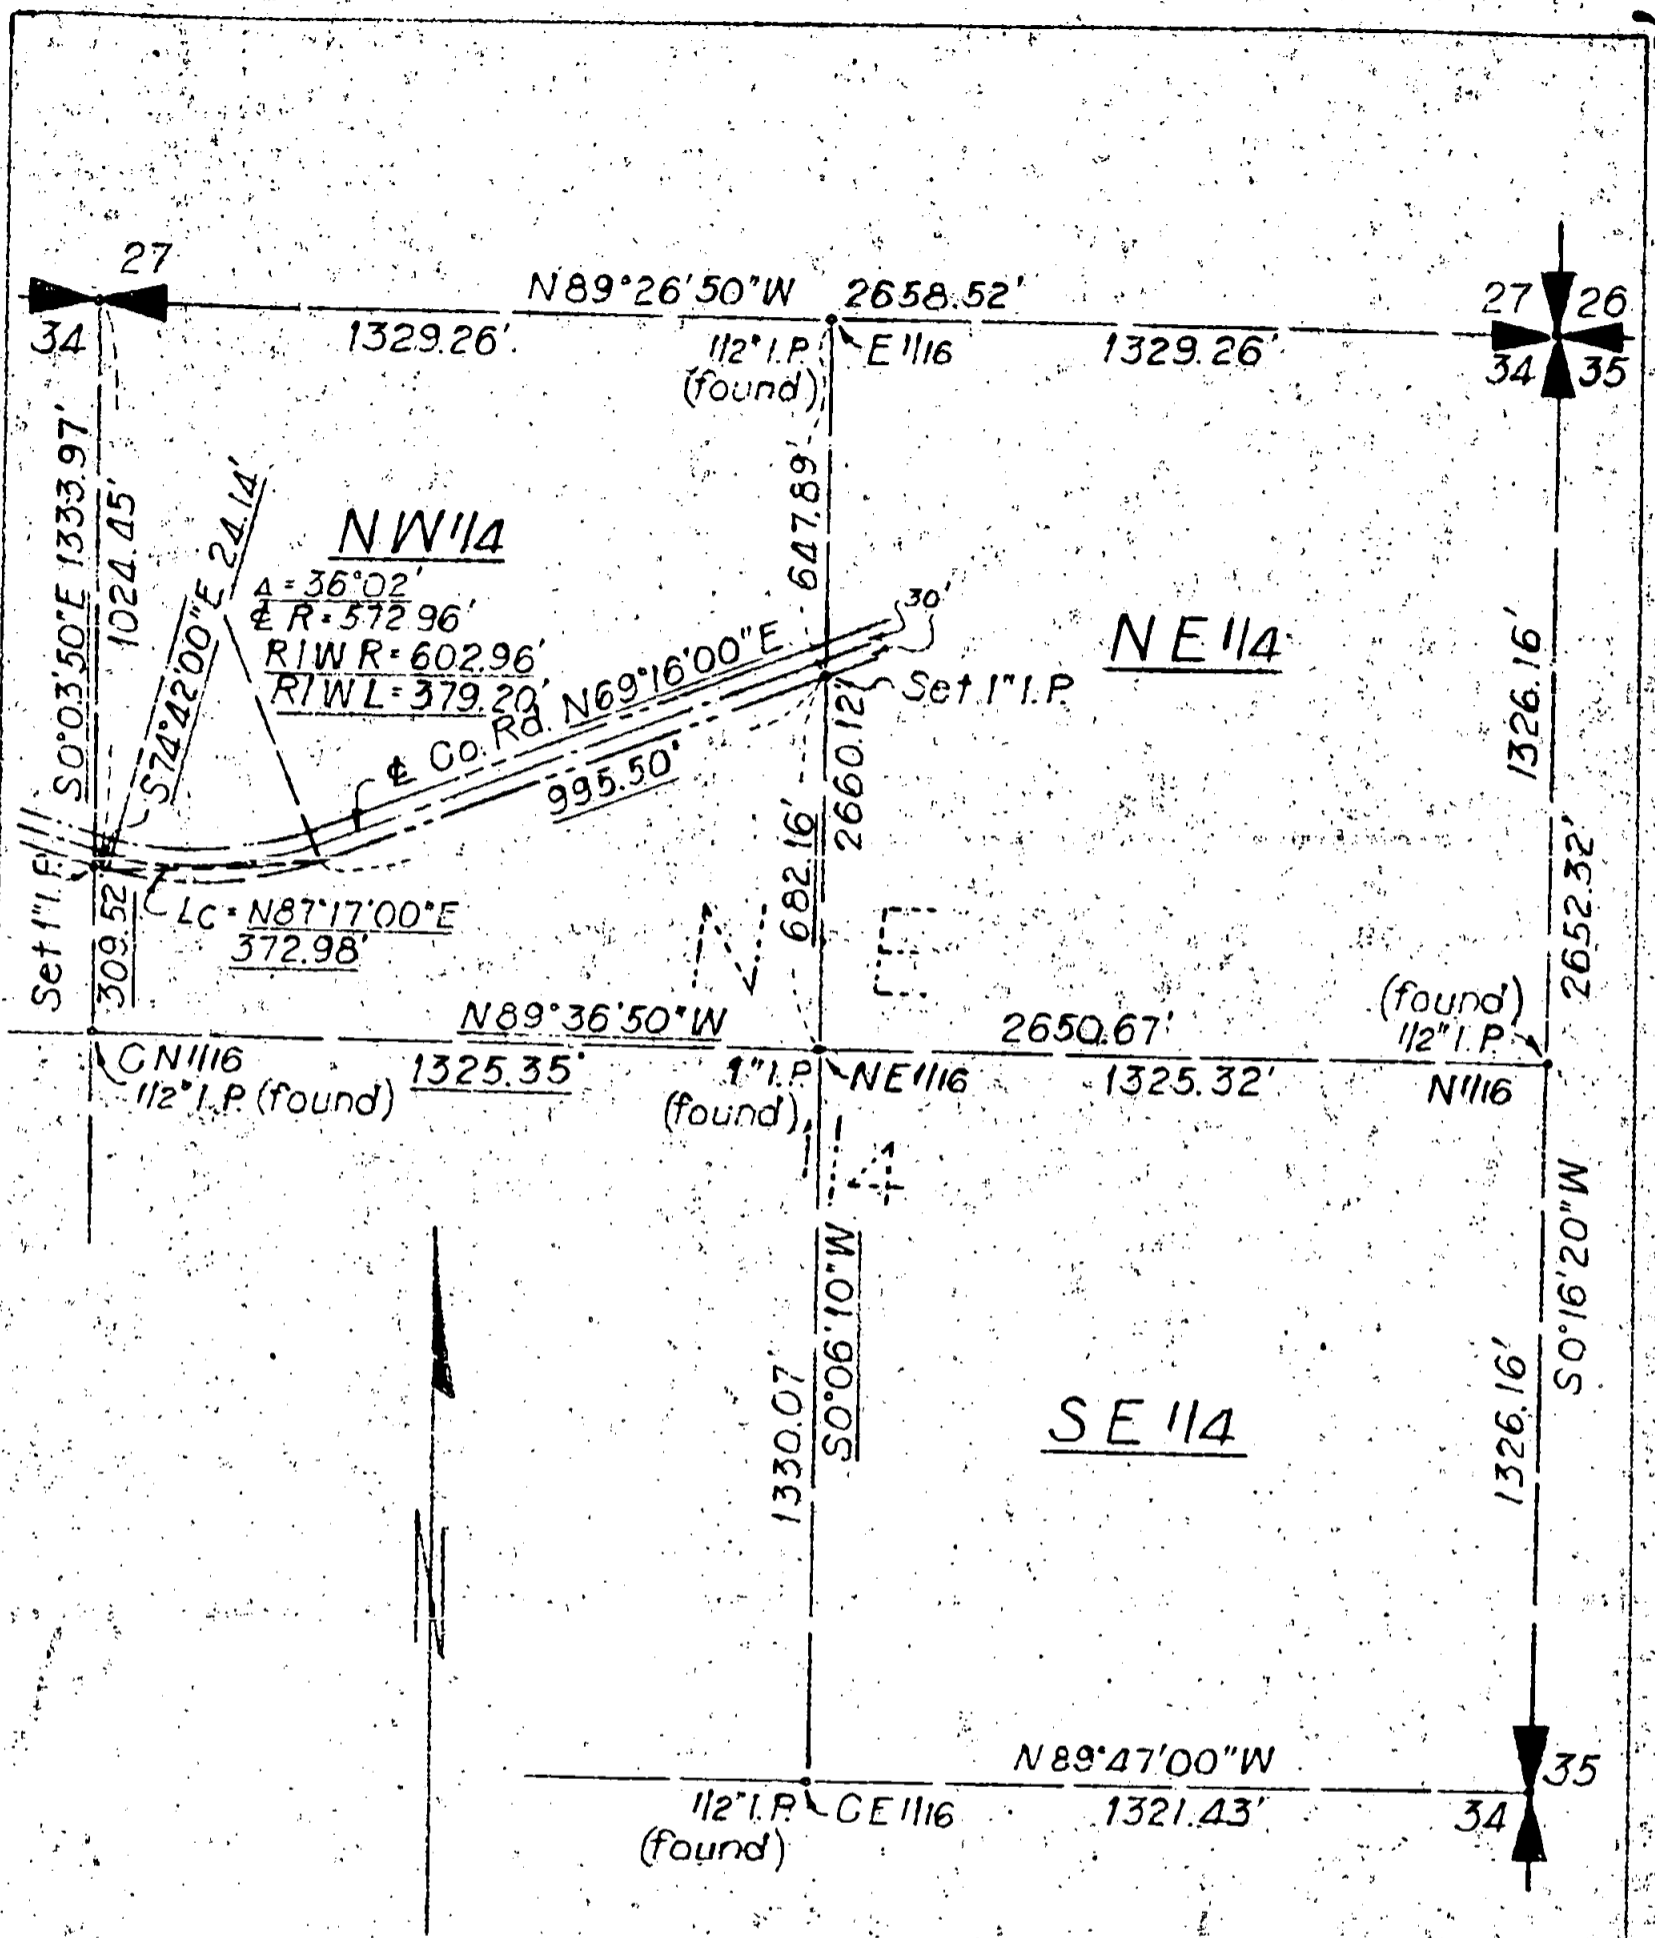 27
N89°26'50"W 2658.52'
27 26
34
1329.26'
1/2" I.P.
(found)
E 1/16
1329.26'
34 35
S0°03'50"E 1333.97'
1024.45'
S74°42'00"E 24.14'
NW 1/4
Δ = 36°02'
℄ R = 572.96'
R/W R = 602.96'
R/W L = 379.20'
647.89'
30'
NE 1/4
1326.16'
℄ Co. Rd. N69°16'00"E
Set 1" I.P.
995.50'
682.16'
2660.12'
2652.32'
Set 1" I.P.
309.52
LC = N87°17'00"E
372.98'
N E
(found)
1/2" I.P.
N89°36'50"W
2650.67'
CN 1/16
1/2" I.P. (found)
1325.35'
1" I.P.
(found)
NE 1/16
1325.32'
N 1/16
1/4
S0°06'10"W
1330.07'
S0°16'20"W
1326.16'
SE 1/4
N
N89°47'00"W
35
1/2" I.P.
(found)
CE 1/16
1321.43'
34